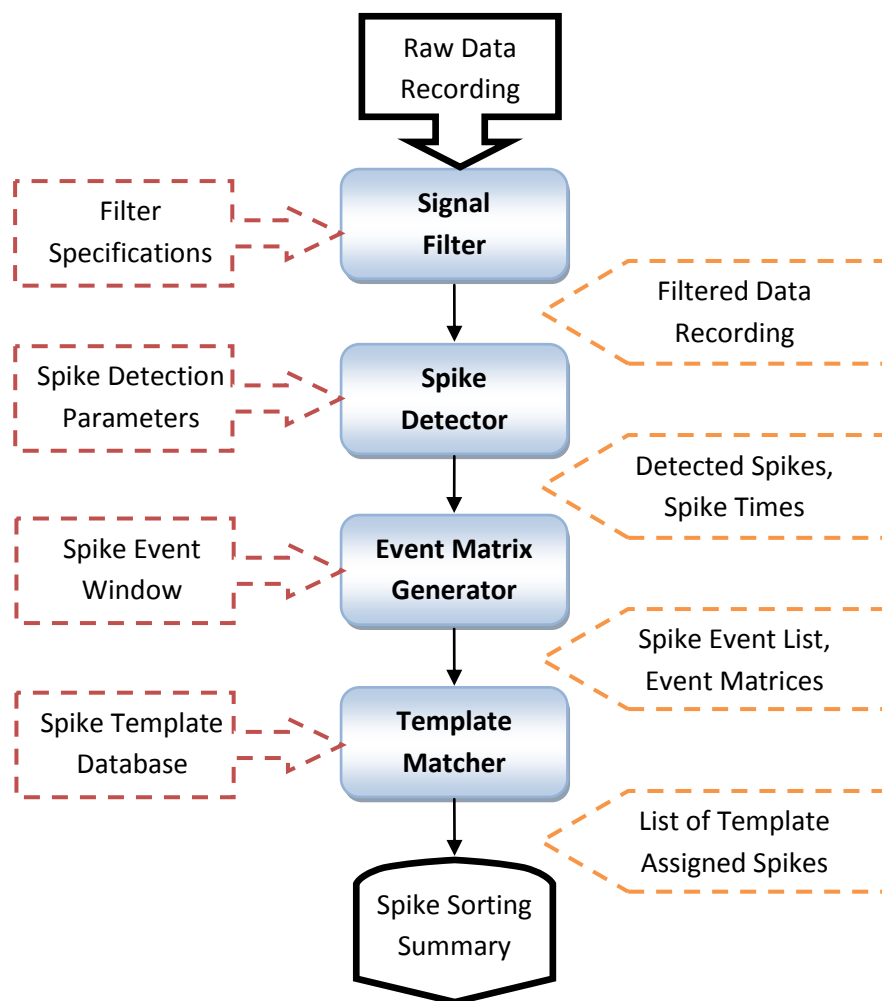 Raw Data
Recording
Filter
Specifications
Signal
Filter
Filtered Data
Recording
Spike Detection
Parameters
Spike
Detector
Detected Spikes,
Spike Times
Spike Event
Window
Event Matrix
Generator
Spike Event List,
Event Matrices
Spike Template
Database
Template
Matcher
List of Template
Assigned Spikes
Spike Sorting
Summary